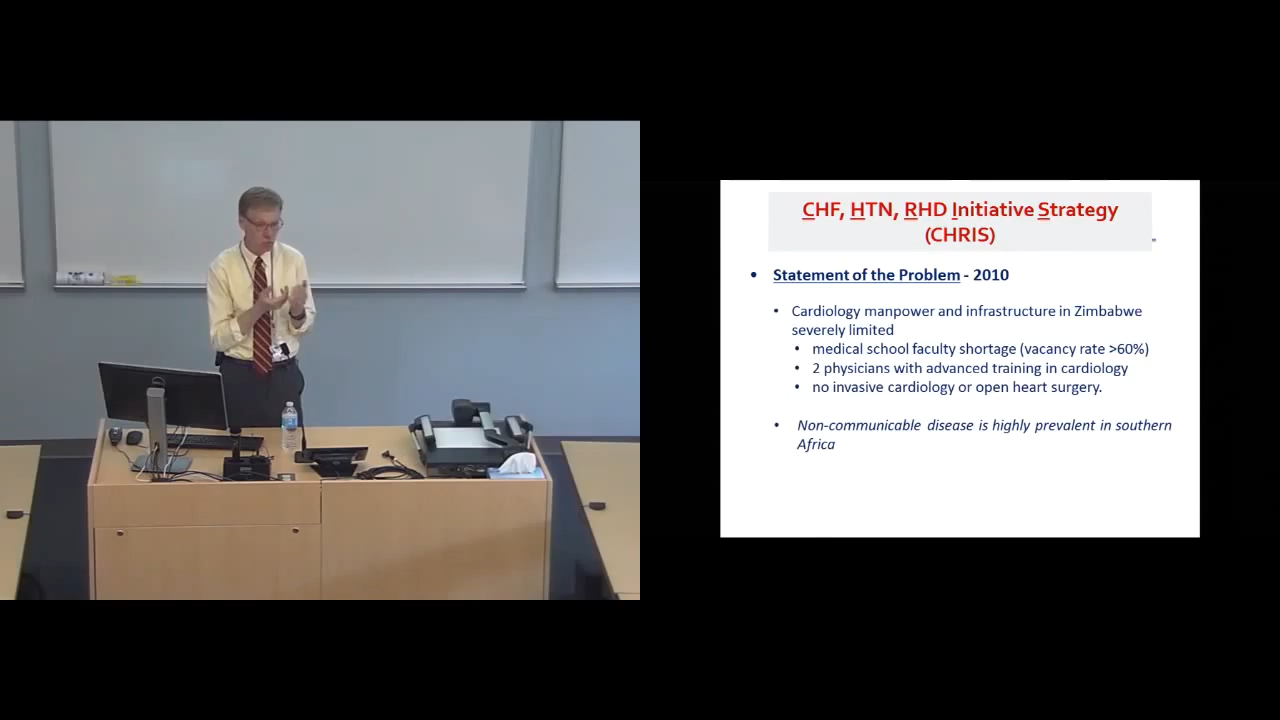 CHF, HTN, RHD Initiative Strategy
(CHRIS)
• Statement of the Problem - 2010
• Cardiology manpower and infrastructure in Zimbabwe
severely limited
• medical school faculty shortage (vacancy rate >60%)
• 2 physicians with advanced training in cardiology
• no invasive cardiology or open heart surgery.
• Non-communicable disease is highly prevalent in southern
Africa